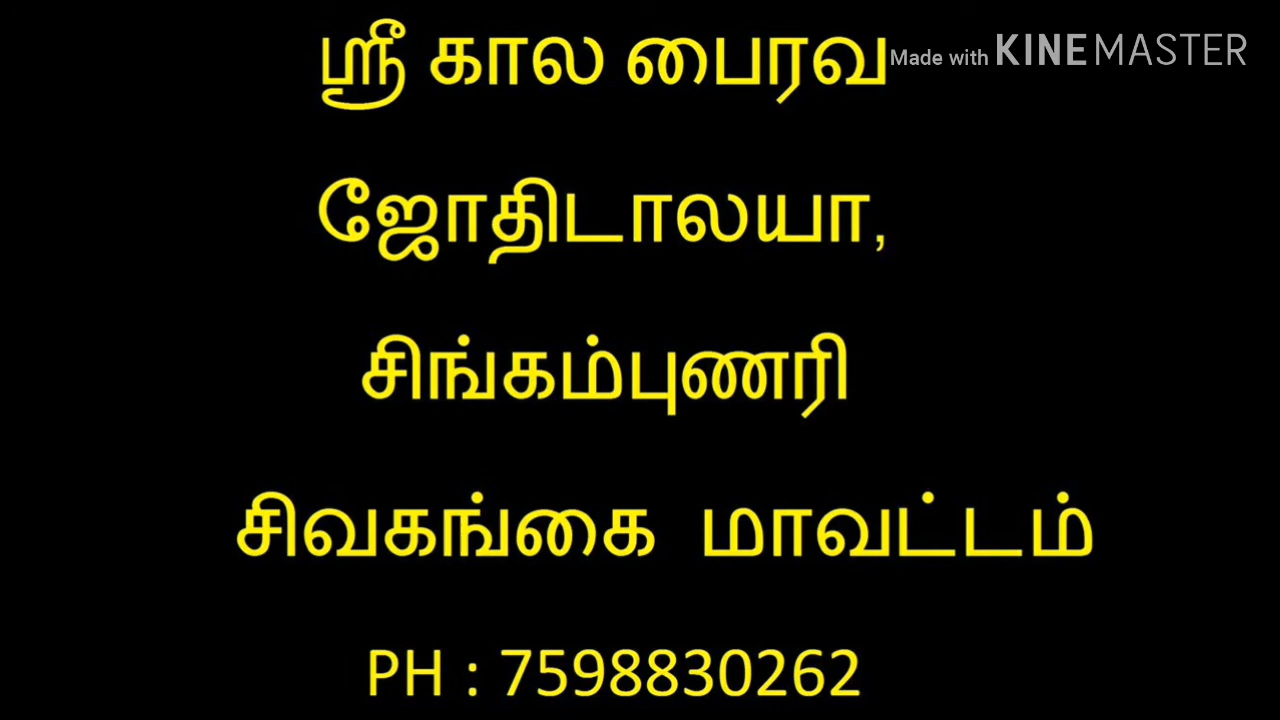 ஸ்ரீ கால பைரவ Made with KINEMASTER
ஜோதிடாலயா,
சிங்கம்புணரி
சிவகங்கை மாவட்டம்
PH : 7598830262